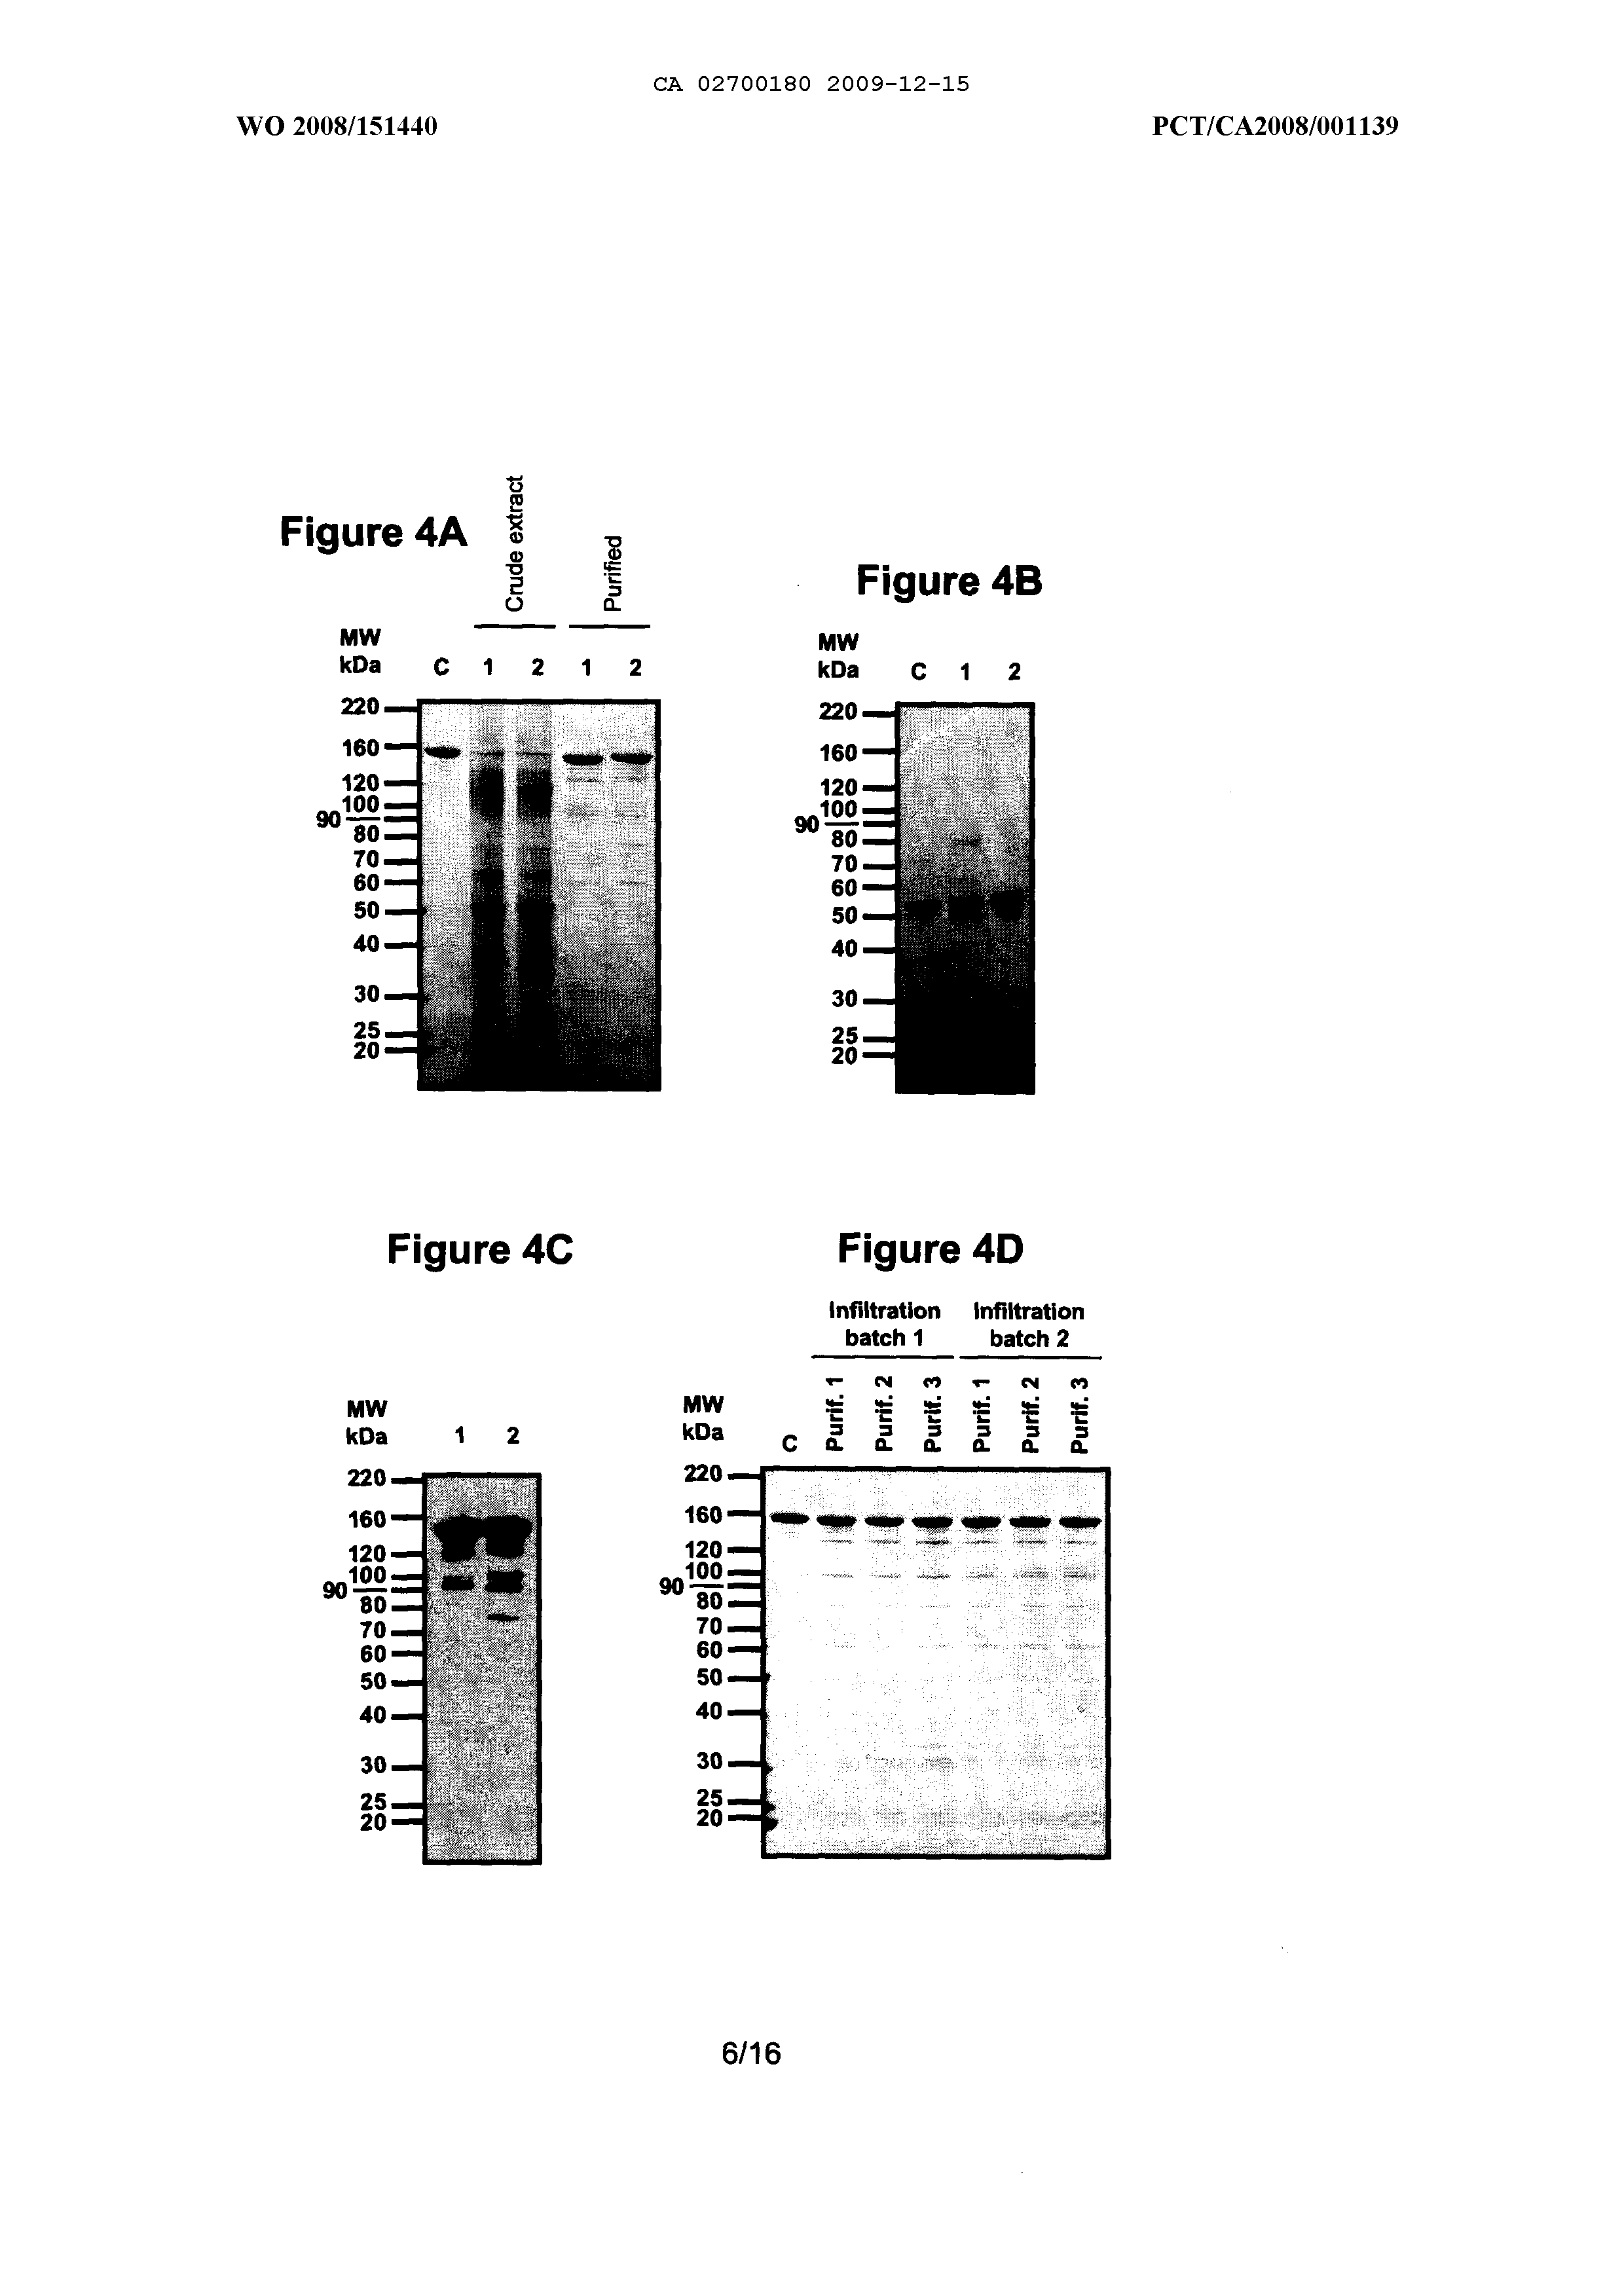 CA 02700180 2009-12-15
WO 2008/151440 PCT/CA2008/001139
Figure 4A
Crude extract
Purified
MW
kDa C 1 2 1 2
220
160
120
100
90
80
70
60
50
40
30
25
20
Figure 4B
MW
kDa C 1 2
220
160
120
100
90
80
70
60
50
40
30
25
20
Figure 4C
MW
kDa 1 2
220
160
120
100
90
80
70
60
50
40
30
25
20
Figure 4D
Infiltration batch 1
Infiltration batch 2
MW
kDa C Purif. 1 Purif. 2 Purif. 3 Purif. 1 Purif. 2 Purif. 3
220
160
120
100
90
80
70
60
50
40
30
25
20
6/16